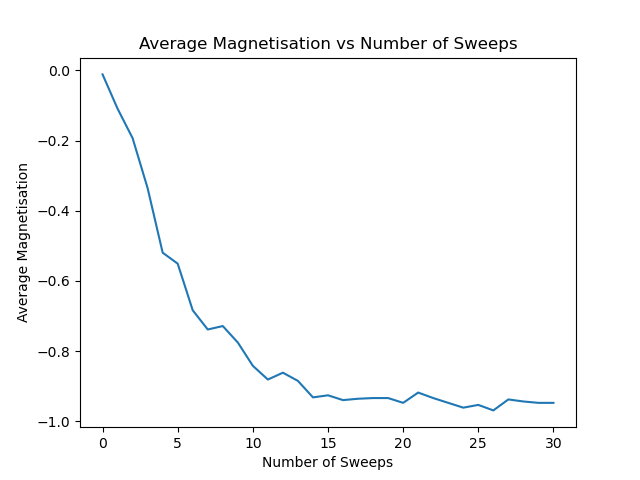 Average Magnetisation vs Number of Sweeps
0.0
−0.2
−0.4
−0.6
−0.8
−1.0
Average Magnetisation
0 5 10 15 20 25 30
Number of Sweeps